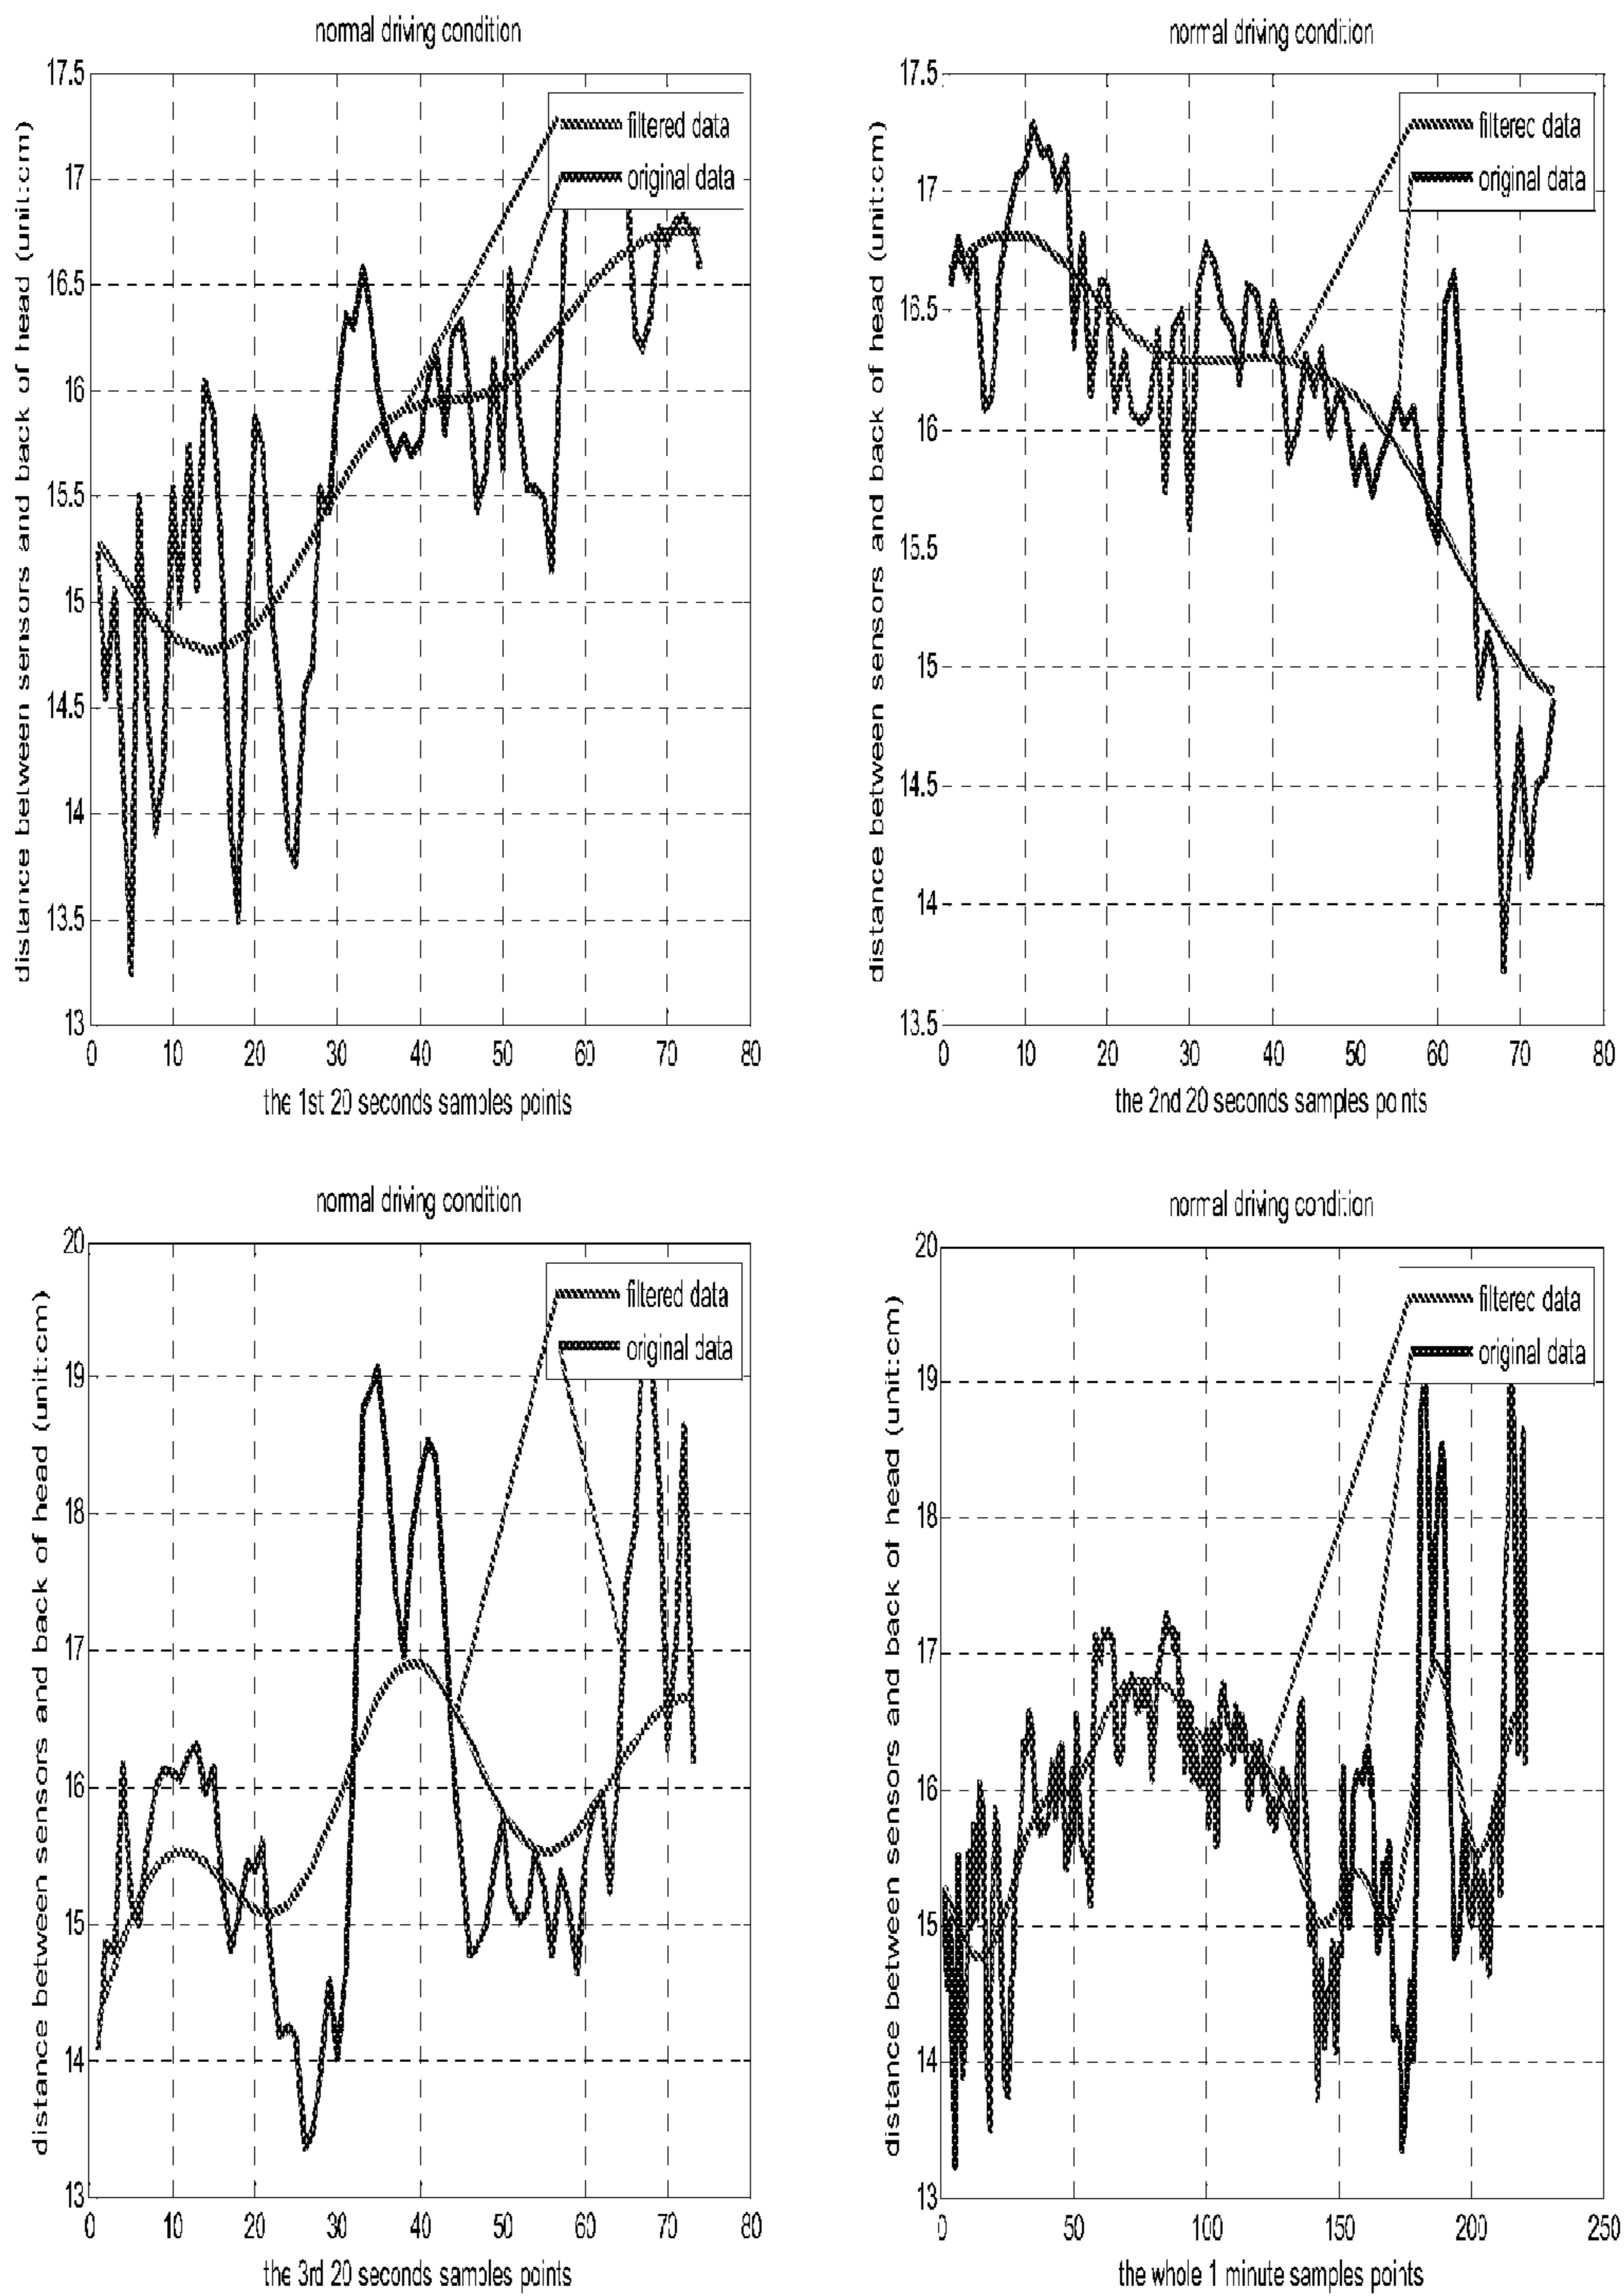 normal driving condition
17.5
17
16.5
16
15.5
15
14.5
14
13.5
13
distance between sensors and back of head (unit:cm)
filtered data
original data
0 10 20 30 40 50 60 70 80
the 1st 20 seconds samples points
normal driving condition
17.5
17
16.5
16
15.5
15
14.5
14
13.5
distance between sensors and back of head (unit:cm)
filtered data
original data
0 10 20 30 40 50 60 70 80
the 2nd 20 seconds samples points
normal driving condition
20
19
18
17
16
15
14
13
distance between sensors and back of head (unit:cm)
filtered data
original data
0 10 20 30 40 50 60 70 80
the 3rd 20 seconds samples points
normal driving condition
20
19
18
17
16
15
14
13
distance between sensors and back of head (unit:cm)
filtered data
original data
0 50 100 150 200 250
the whole 1 minute samples points